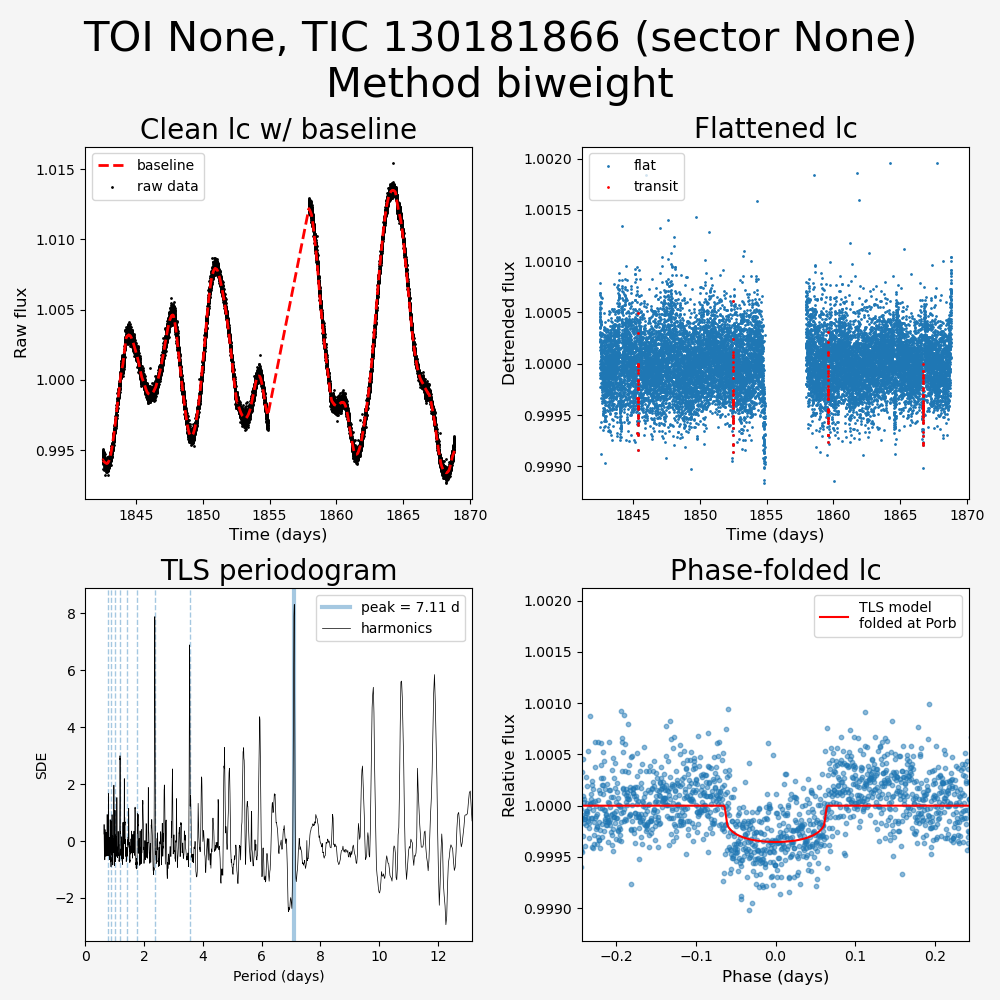 TOI None, TIC 130181866 (sector None)
Method biweight
Clean lc w/ baseline
baseline
raw data
1.015
1.010
1.005
1.000
0.995
Raw flux
1845
1850
1855
1860
1865
1870
Time (days)
Flattened lc
flat
transit
1.0020
1.0015
1.0010
1.0005
1.0000
0.9995
0.9990
Detrended flux
1845
1850
1855
1860
1865
1870
Time (days)
TLS periodogram
peak = 7.11 d
harmonics
8
6
4
2
0
−2
SDE
0
2
4
6
8
10
12
Period (days)
Phase-folded lc
TLS model
folded at Porb
1.0020
1.0015
1.0010
1.0005
1.0000
0.9995
0.9990
Relative flux
−0.2
−0.1
0.0
0.1
0.2
Phase (days)